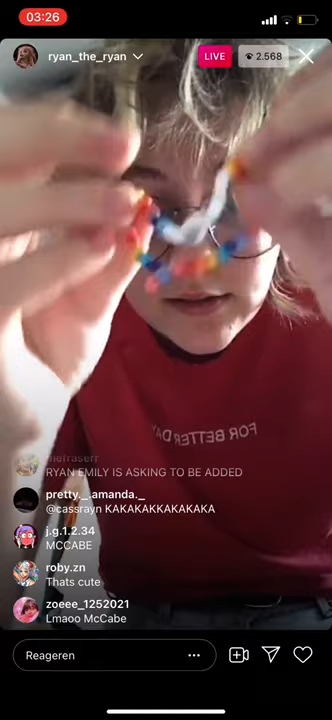 03:26
ryan_the_ryan
LIVE
2.568
FOR BETTER DAY
RYAN EMILY IS ASKING TO BE ADDED
pretty._.amanda._
@cassrayn KAKAKAKKAKAKAKA
j.g.1.2.34
MCCABE
roby.zn
Thats cute
zoeee_1252021
Lmaoo McCabe
Reageren